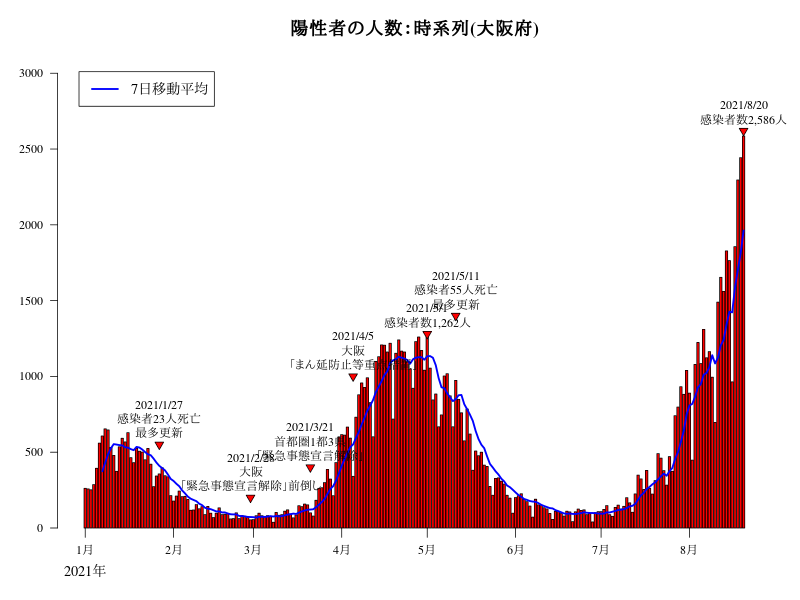 陽性者の人数：時系列(大阪府)
7日移動平均
3000
2500
2000
1500
1000
500
0
2021/8/20
感染者数2,586人
2021/5/11
感染者55人死亡
最多更新
2021/5/1
感染者数1,262人
2021/4/5
大阪
「まん延防止等重
2021/1/27
感染者23人死亡
最多更新
2021/3/21
首都圏1都3県
「緊急事態宣言解除」
2021/2/28
大阪
「緊急事態宣言解除」前倒し
1月
2月
3月
4月
5月
6月
7月
8月
2021年